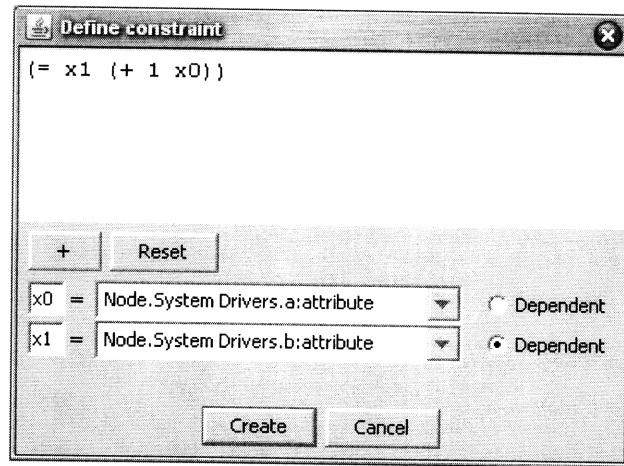 Define constraint
(= x1 (+ 1 x0))
+ Reset
x0 = Node.System Drivers.a:attribute Dependent
x1 = Node.System Drivers.b:attribute Dependent
Create Cancel